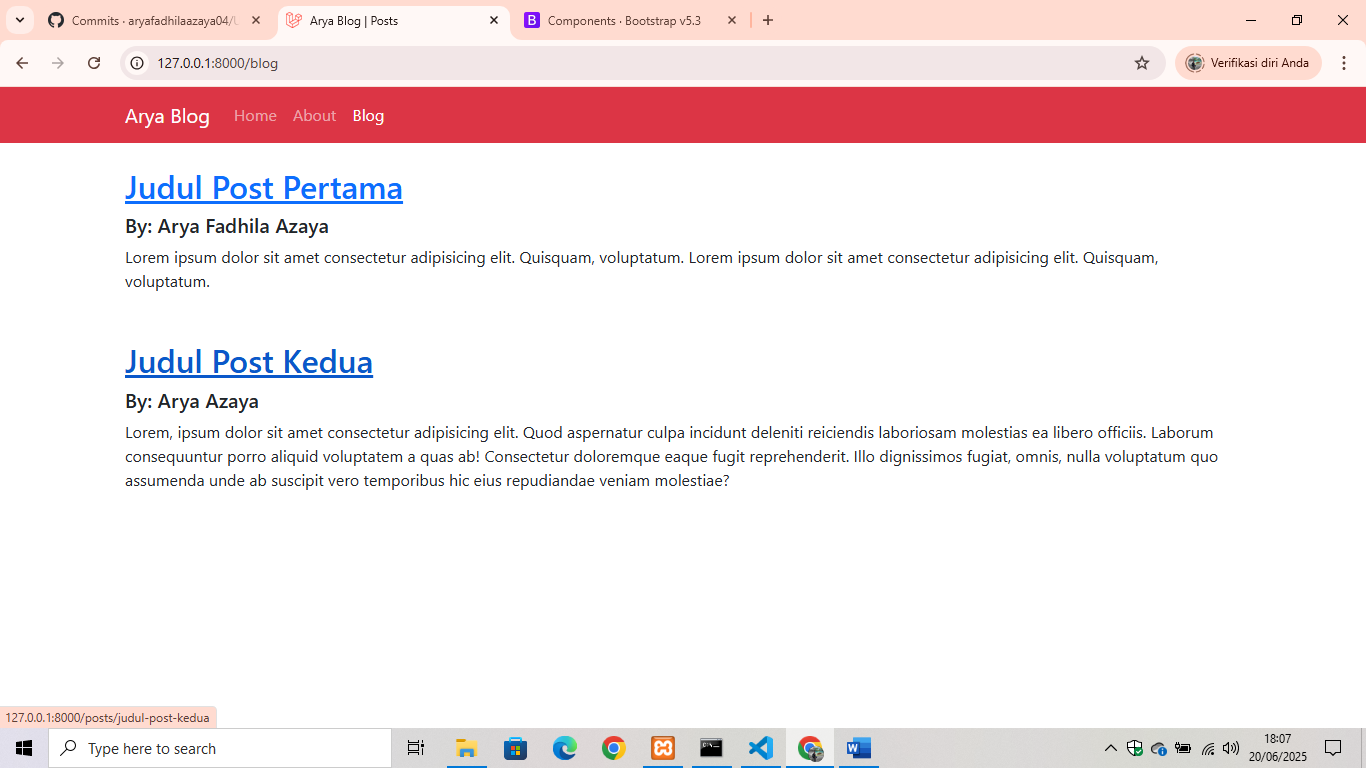 Commits · aryafadhilaazaya04/
Arya Blog | Posts
Components · Bootstrap v5.3
127.0.0.1:8000/blog
Verifikasi diri Anda
Arya Blog
Home
About
Blog
Judul Post Pertama
By: Arya Fadhila Azaya
Lorem ipsum dolor sit amet consectetur adipisicing elit. Quisquam, voluptatum. Lorem ipsum dolor sit amet consectetur adipisicing elit. Quisquam,
voluptatum.
Judul Post Kedua
By: Arya Azaya
Lorem, ipsum dolor sit amet consectetur adipisicing elit. Quod aspernatur culpa incidunt deleniti reiciendis laboriosam molestias ea libero officiis. Laborum
consequuntur porro aliquid voluptatem a quas ab! Consectetur doloremque eaque fugit reprehenderit. Illo dignissimos fugiat, omnis, nulla voluptatum quo
assumenda unde ab suscipit vero temporibus hic eius repudiandae veniam molestiae?
127.0.0.1:8000/posts/judul-post-kedua
Type here to search
18:07
20/06/2025